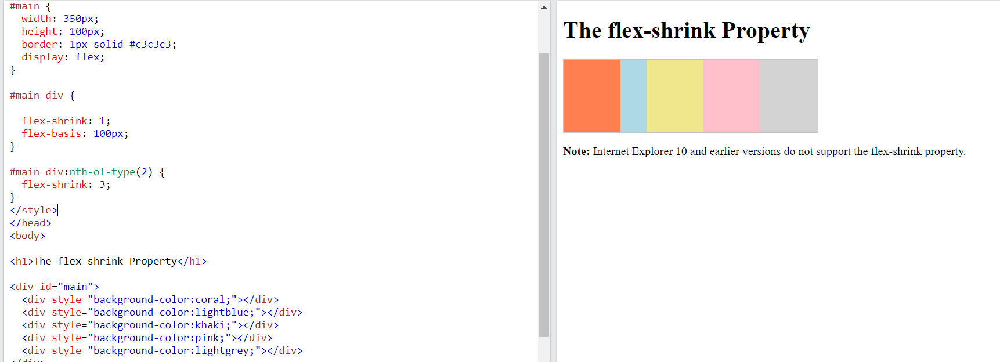 #main {
  width: 350px;
  height: 100px;
  border: 1px solid #c3c3c3;
  display: flex;
}
#main div {
  flex-shrink: 1;
  flex-basis: 100px;
}
#main div:nth-of-type(2) {
  flex-shrink: 3;
}
</style>
</head>
<body>
<h1>The flex-shrink Property</h1>
<div id="main">
  <div style="background-color:coral;"></div>
  <div style="background-color:lightblue;"></div>
  <div style="background-color:khaki;"></div>
  <div style="background-color:pink;"></div>
  <div style="background-color:lightgrey;"></div>
</div>
The flex-shrink Property
Note: Internet Explorer 10 and earlier versions do not support the flex-shrink property.